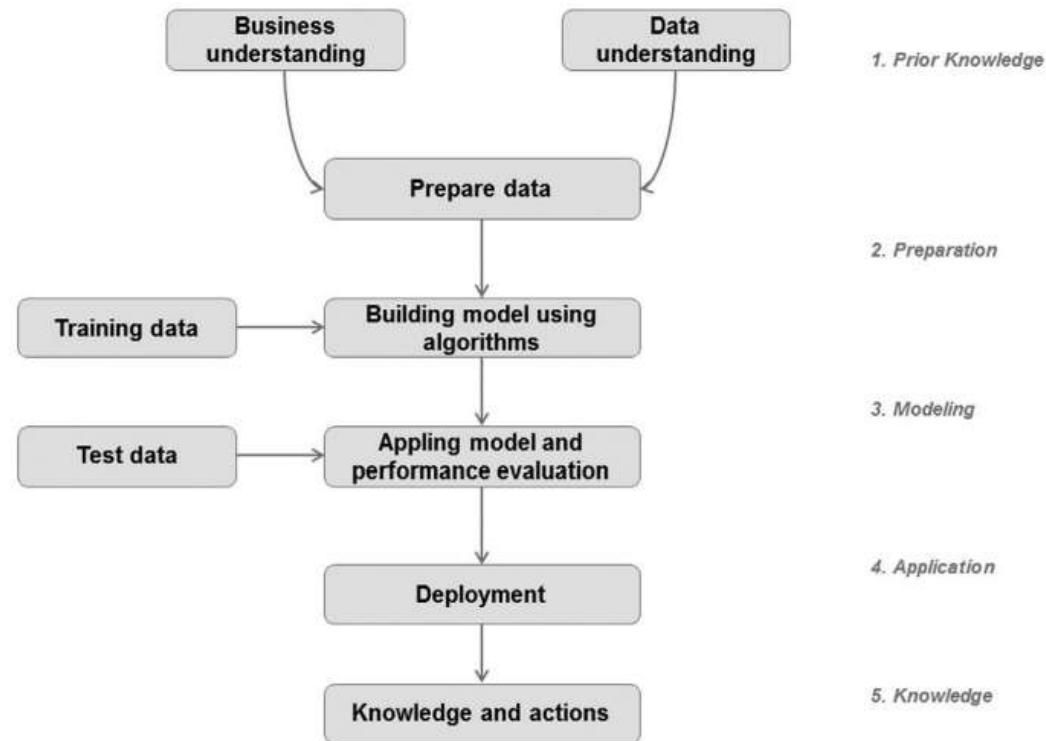 Business
understanding
Data
understanding
1. Prior Knowledge
Prepare data
2. Preparation
Training data
Building model using
algorithms
3. Modeling
Test data
Appling model and
performance evaluation
4. Application
Deployment
5. Knowledge
Knowledge and actions